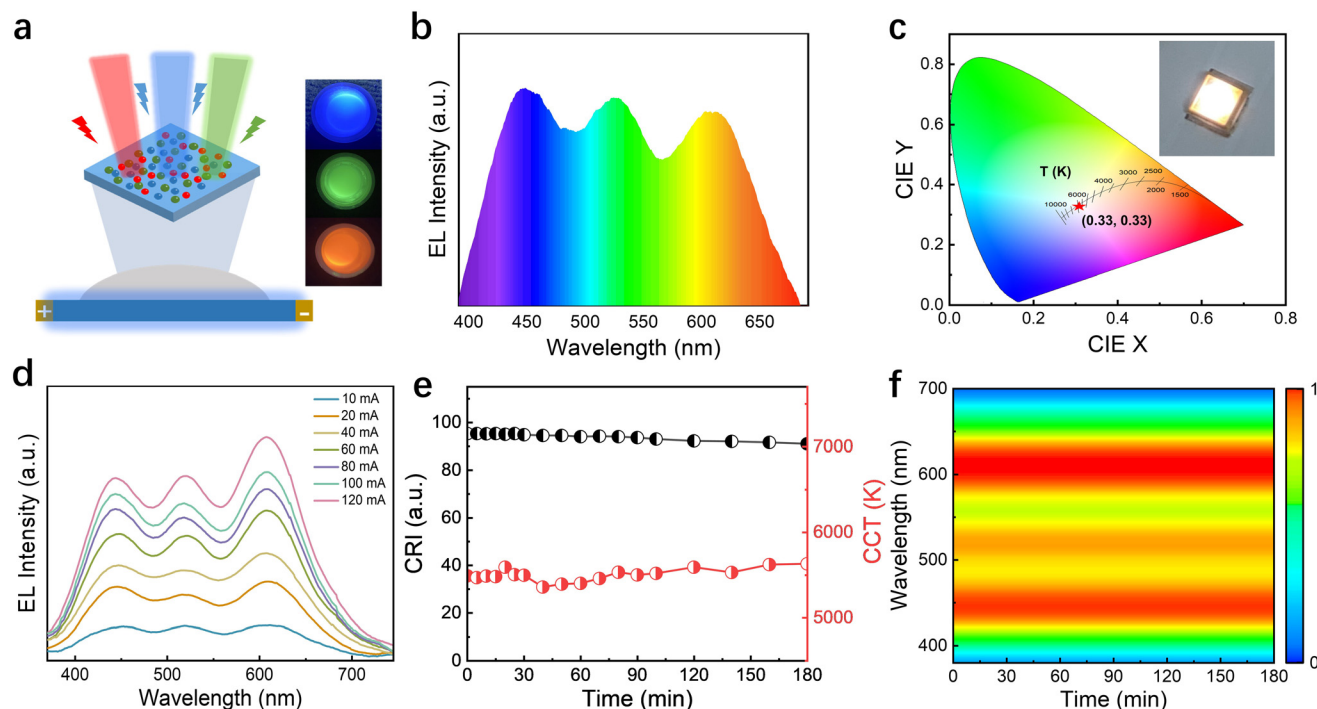 a
+
-
b
EL Intensity (a.u.)
400 450 500 550 600 650
Wavelength (nm)
c
CIE Y
0.8
0.6
0.4
0.2
0.0
T (K)
10000 6000 4000 3000 2500 2000 1500
(0.33, 0.33)
0.0 0.2 0.4 0.6 0.8
CIE X
d
EL Intensity (a.u.)
10 mA
20 mA
40 mA
60 mA
80 mA
100 mA
120 mA
400 500 600 700
Wavelength (nm)
e
CRI (a.u.)
100
80
60
40
20
0
CCT (K)
7000
6000
5000
0 30 60 90 120 150 180
Time (min)
f
Wavelength (nm)
700
600
500
400
0 30 60 90 120 150 180
Time (min)
1
0